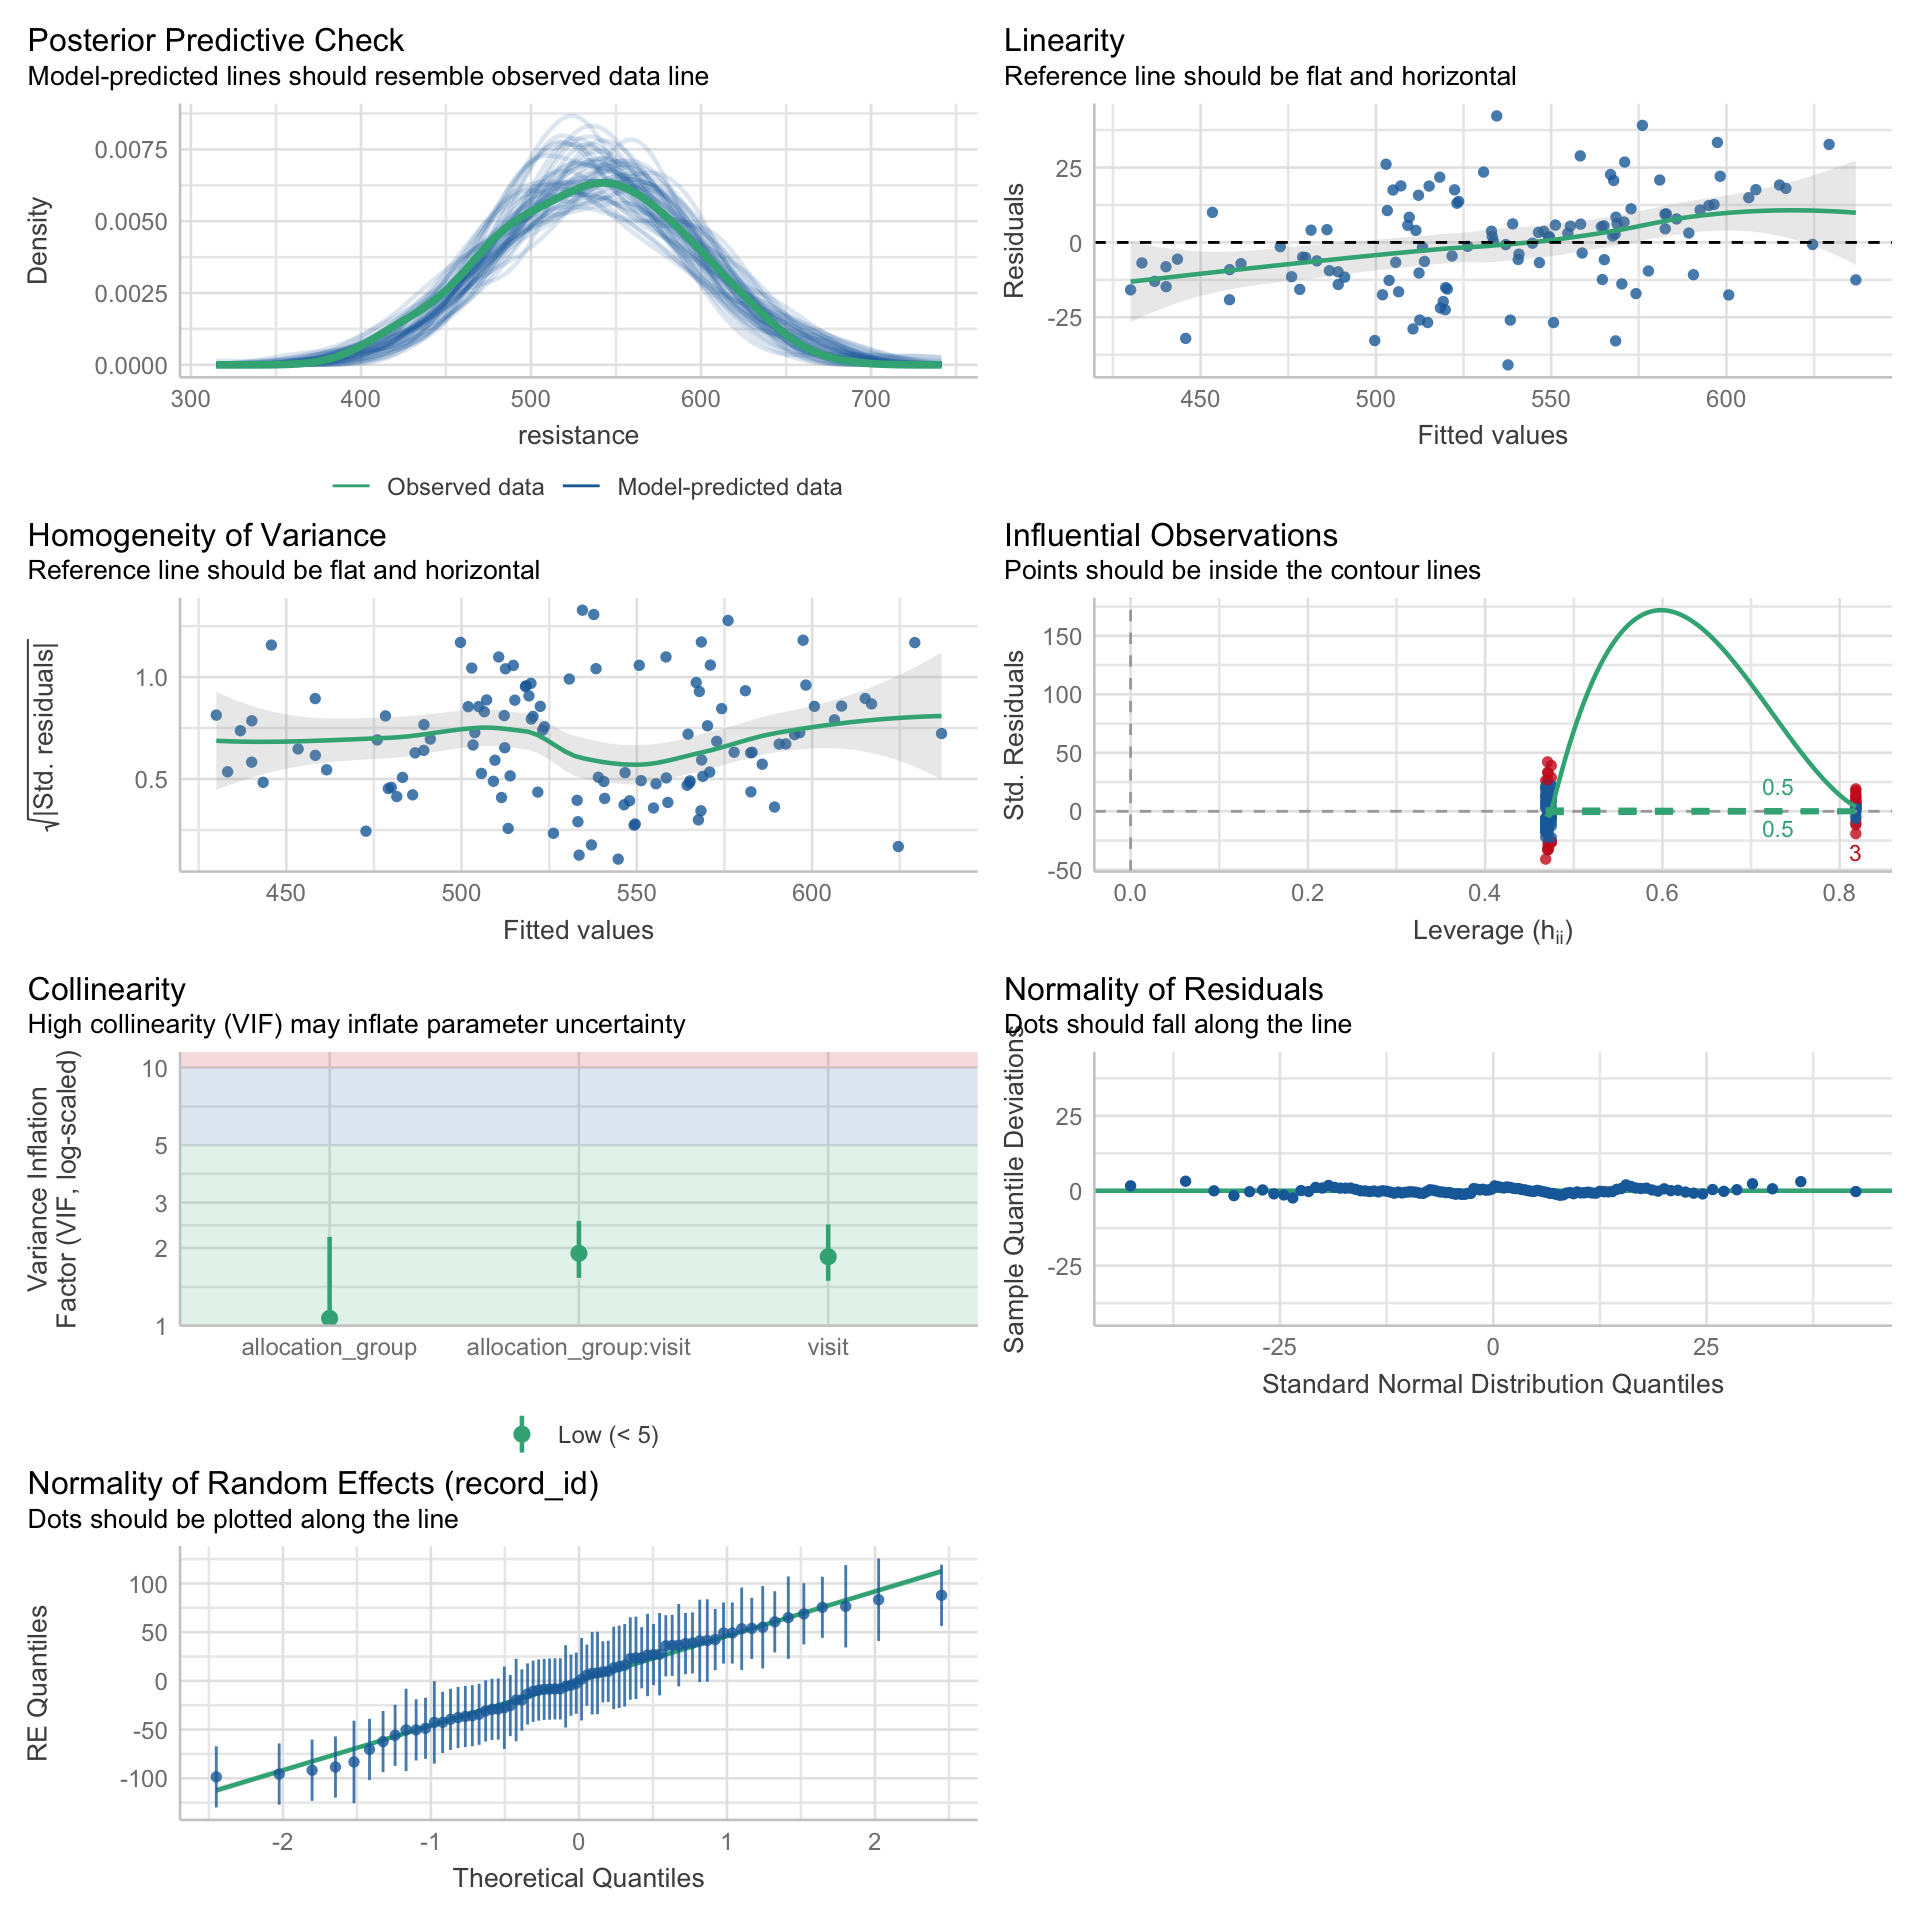 Posterior Predictive Check
Model-predicted lines should resemble observed data line
Density
0.0075
0.0050
0.0025
0.0000
300 400 500 600 700
resistance
Observed data Model-predicted data
Linearity
Reference line should be flat and horizontal
Residuals
25
0
-25
450 500 550 600
Fitted values
Homogeneity of Variance
Reference line should be flat and horizontal
√|Std. residuals|
1.0
0.5
450 500 550 600
Fitted values
Influential Observations
Points should be inside the contour lines
Std. Residuals
150
100
50
0
-50
0.5
0.5
3
0.0 0.2 0.4 0.6 0.8
Leverage (hii)
Collinearity
High collinearity (VIF) may inflate parameter uncertainty
Variance Inflation
Factor (VIF, log-scaled)
10
5
3
2
1
allocation_group allocation_group:visit visit
Low (< 5)
Normality of Residuals
Dots should fall along the line
Sample Quantile Deviations
25
0
-25
-25 0 25
Standard Normal Distribution Quantiles
Normality of Random Effects (record_id)
Dots should be plotted along the line
RE Quantiles
100
50
0
-50
-100
-2 -1 0 1 2
Theoretical Quantiles